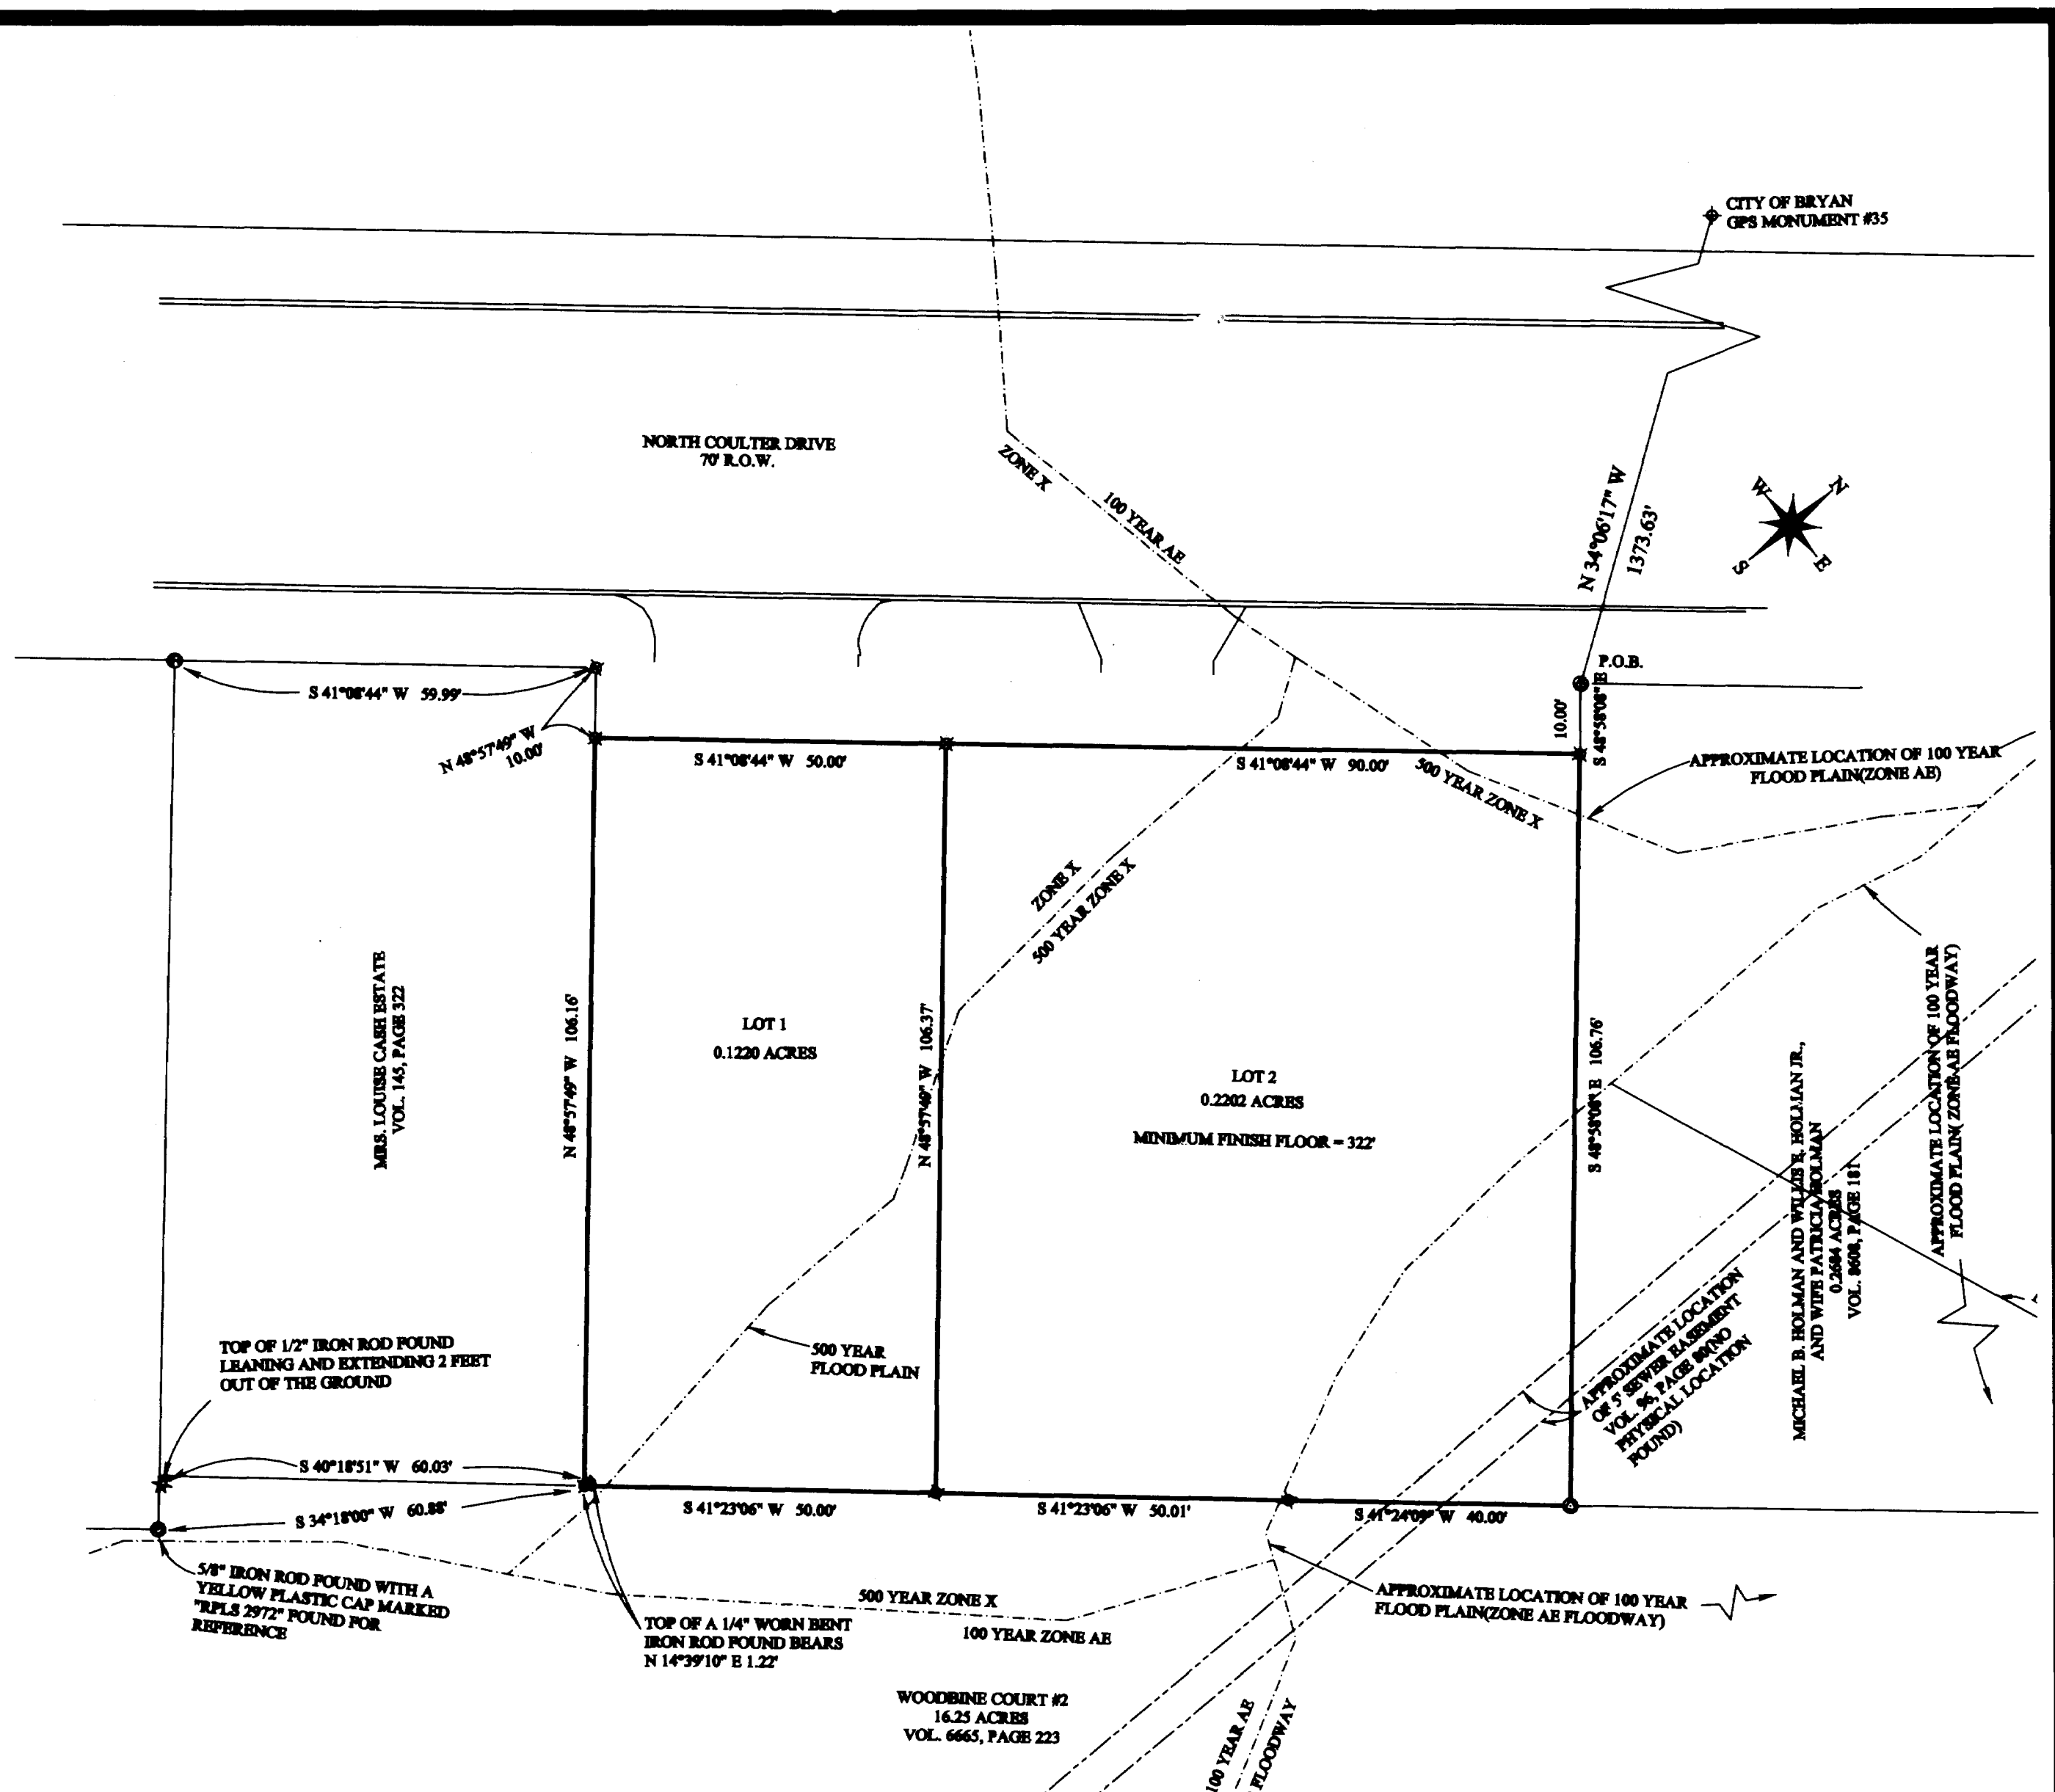 CITY OF BRYAN
GPS MONUMENT #35
NORTH COULTER DRIVE
70' R.O.W.
ZONE X
100 YEAR AE
N 34°06'17" W
1373.63'
W
N
S
E
P.O.B.
10.00'
S 48°58'08" E
S 41°08'44" W 59.99'
N 48°57'49" W
10.00'
S 41°08'44" W 50.00'
S 41°08'44" W 90.00'
500 YEAR ZONE X
APPROXIMATE LOCATION OF 100 YEAR
FLOOD PLAIN(ZONE AE)
ZONE X
500 YEAR ZONE X
MRS. LOUISE CASH ESTATE
VOL. 145, PAGE 322
N 48°57'49" W 106.16'
LOT 1
0.1220 ACRES
N 48°57'49" W 106.37'
LOT 2
0.2202 ACRES
MINIMUM FINISH FLOOR = 322'
S 48°58'08" E 106.76'
MICHAEL B. HOLMAN AND WILLIS E. HOLMAN JR.,
AND WIFE PATRICIA HOLMAN
0.2684 ACRES
VOL. 8608, PAGE 181
APPROXIMATE LOCATION OF 100 YEAR
FLOOD PLAIN( ZONE AE FLOODWAY)
TOP OF 1/2" IRON ROD FOUND
LEANING AND EXTENDING 2 FEET
OUT OF THE GROUND
500 YEAR
FLOOD PLAIN
APPROXIMATE LOCATION
OF 5' SEWER EASEMENT
VOL. 96, PAGE 80(NO
PHYSICAL LOCATION
FOUND)
S 40°18'51" W 60.03'
S 34°18'00" W 60.88'
S 41°23'06" W 50.00'
S 41°23'06" W 50.01'
S 41°24'09" W 40.00'
5/8" IRON ROD FOUND WITH A
YELLOW PLASTIC CAP MARKED
"RPLS 2972" FOUND FOR
REFERENCE
500 YEAR ZONE X
100 YEAR ZONE AE
APPROXIMATE LOCATION OF 100 YEAR
FLOOD PLAIN(ZONE AE FLOODWAY)
TOP OF A 1/4" WORN BENT
IRON ROD FOUND BEARS
N 14°39'10" E 1.22'
WOODBINE COURT #2
16.25 ACRES
VOL. 6665, PAGE 223
100 YEAR AE
FLOODWAY